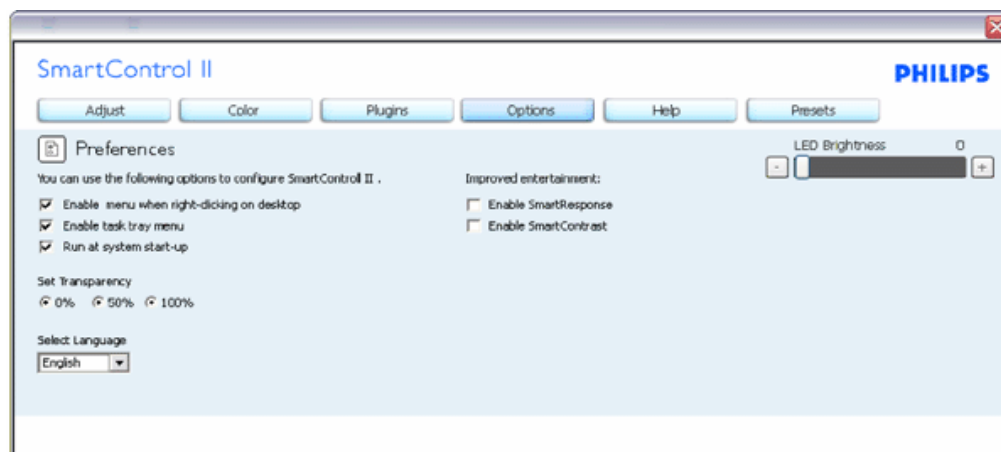 SmartControl II
PHILIPS
Adjust Color Plugins Options Help Presets
Preferences
LED Brightness 0
- +
You can use the following options to configure SmartControl II .
Improved entertainment:
Enable menu when right-clicking on desktop
Enable SmartResponse
Enable task tray menu
Enable SmartContrast
Run at system start-up
Set Transparency
0% 50% 100%
Select Language
English